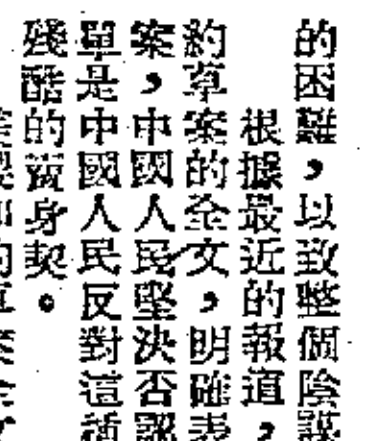 的困難，以致整個陰謀
根據最近的報道，
約草案的全文，明確表
案，中國人民堅決否認
單是中國人民反對這種
殘酷的賣身契。